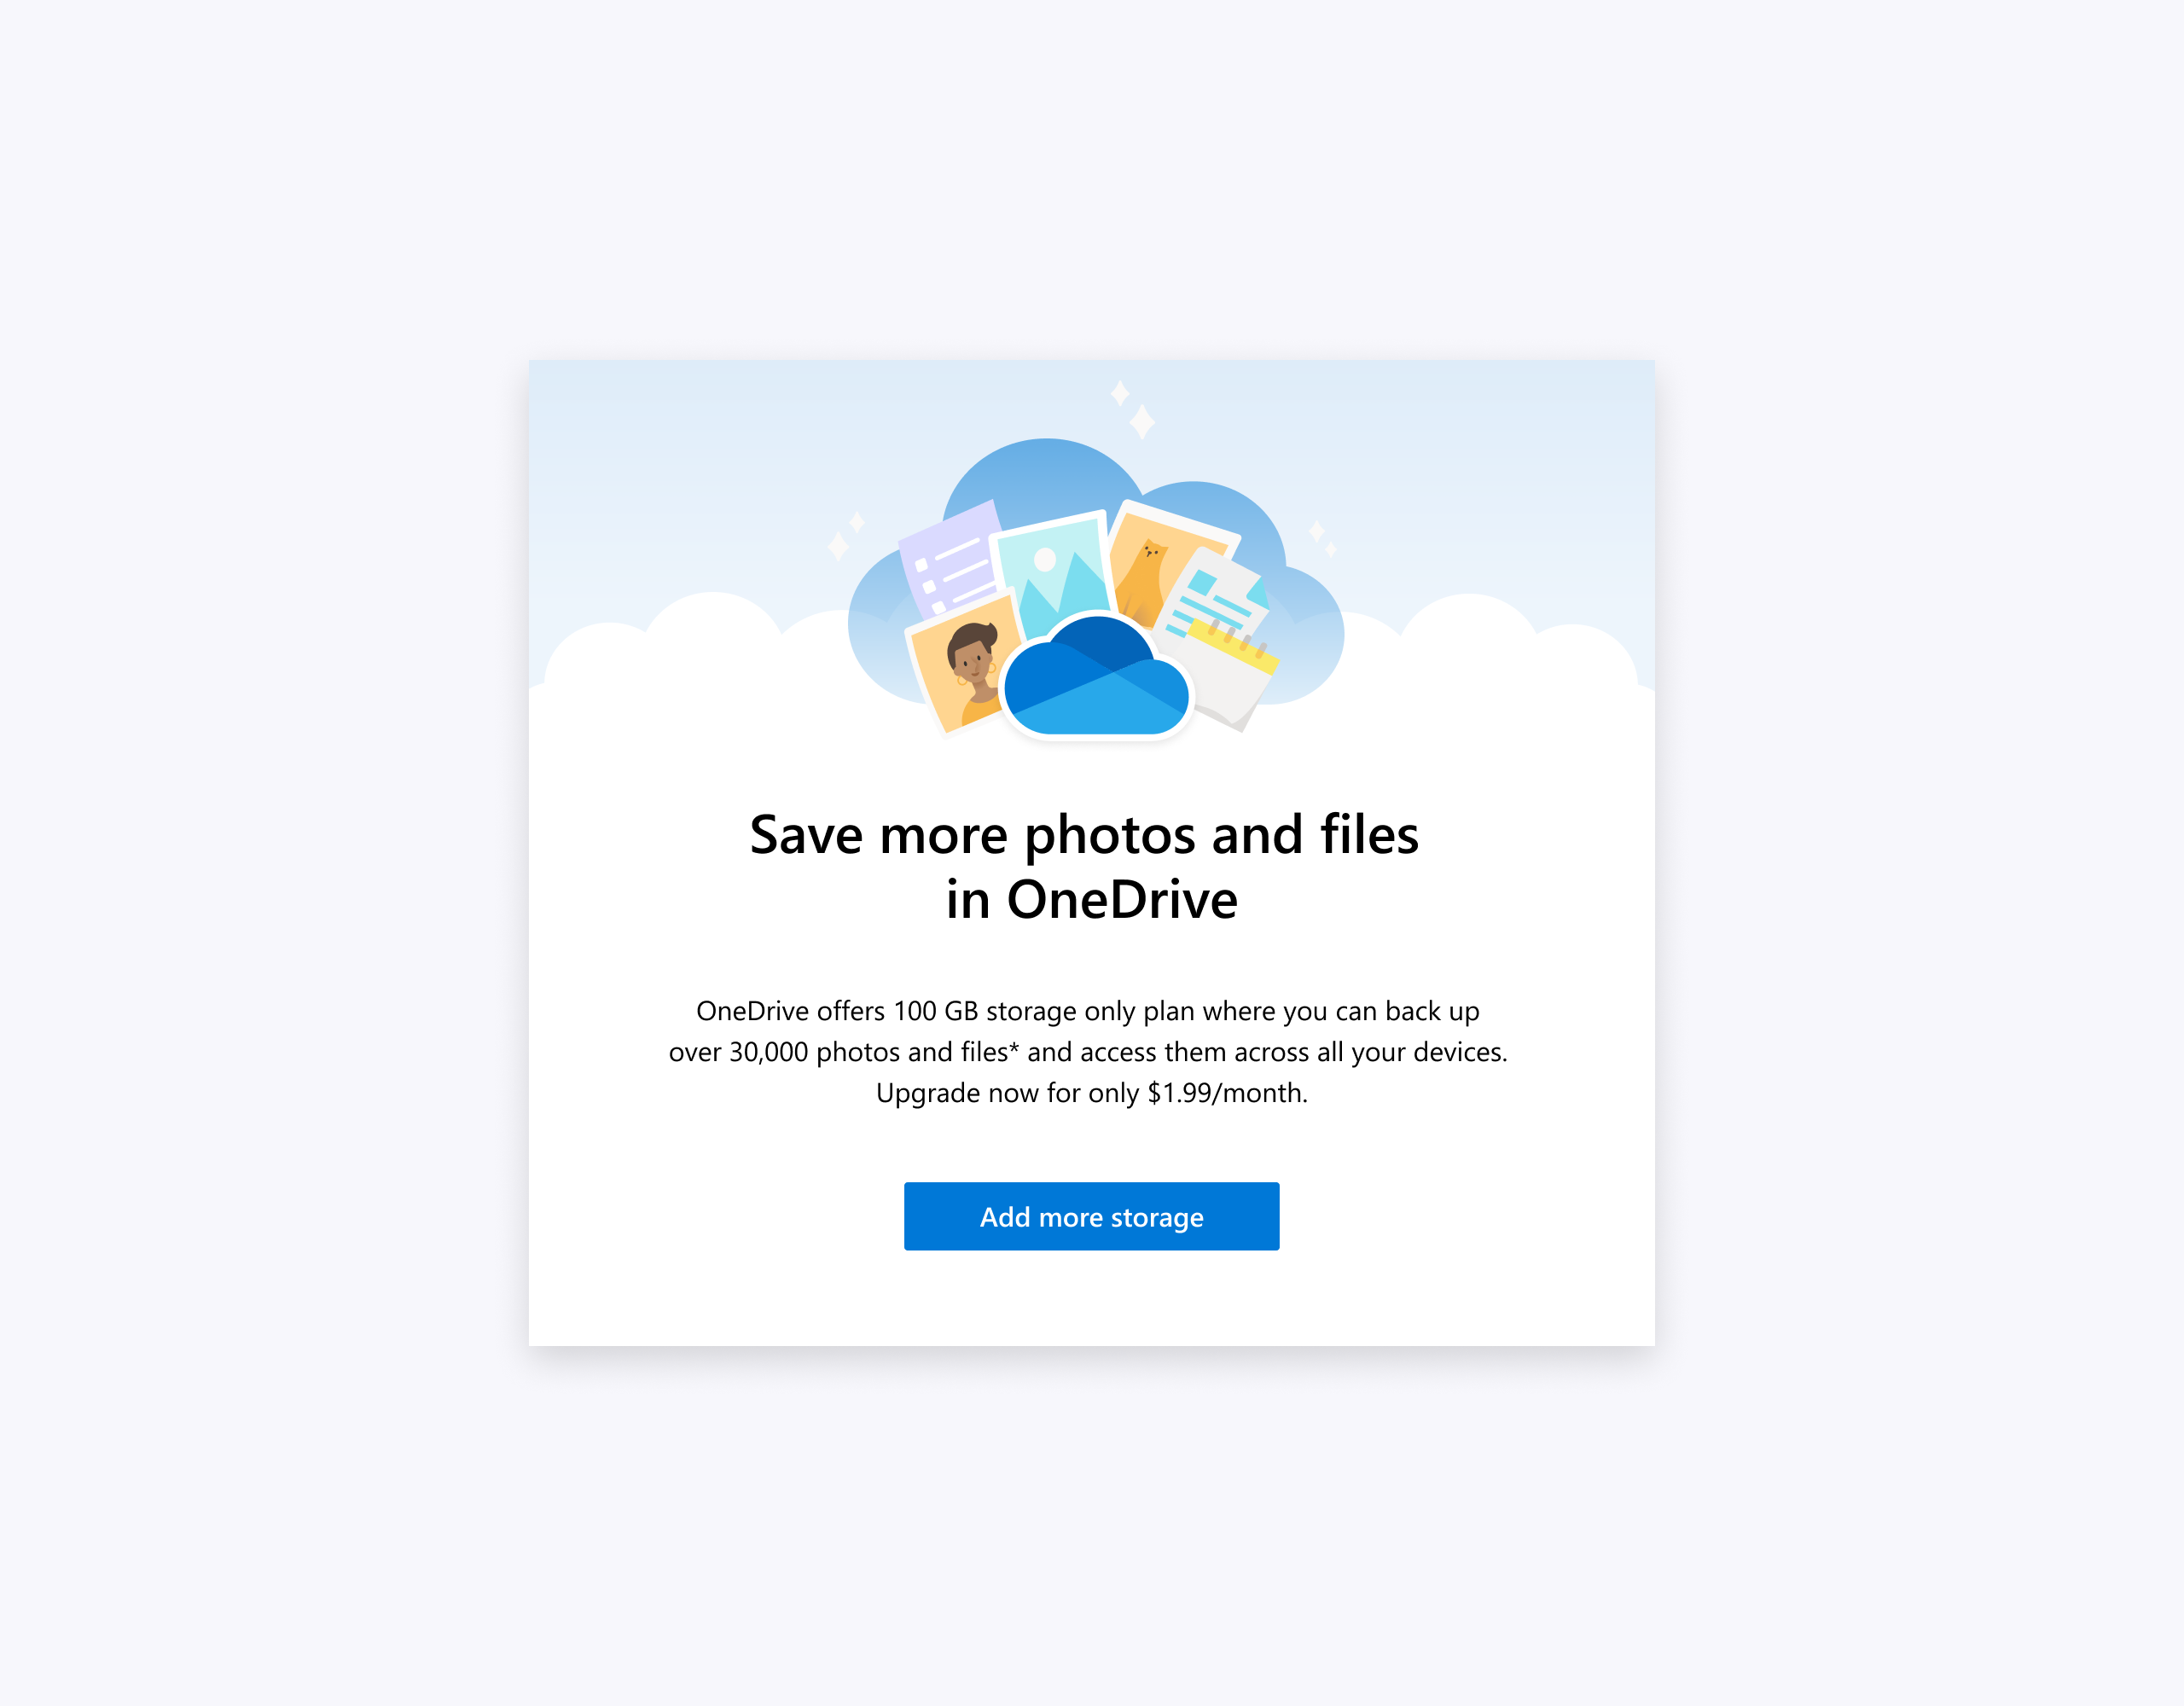 Save more photos and files
in OneDrive
OneDrive offers 100 GB storage only plan where you can back up
over 30,000 photos and files* and access them across all your devices.
Upgrade now for only $1.99/month.
Add more storage